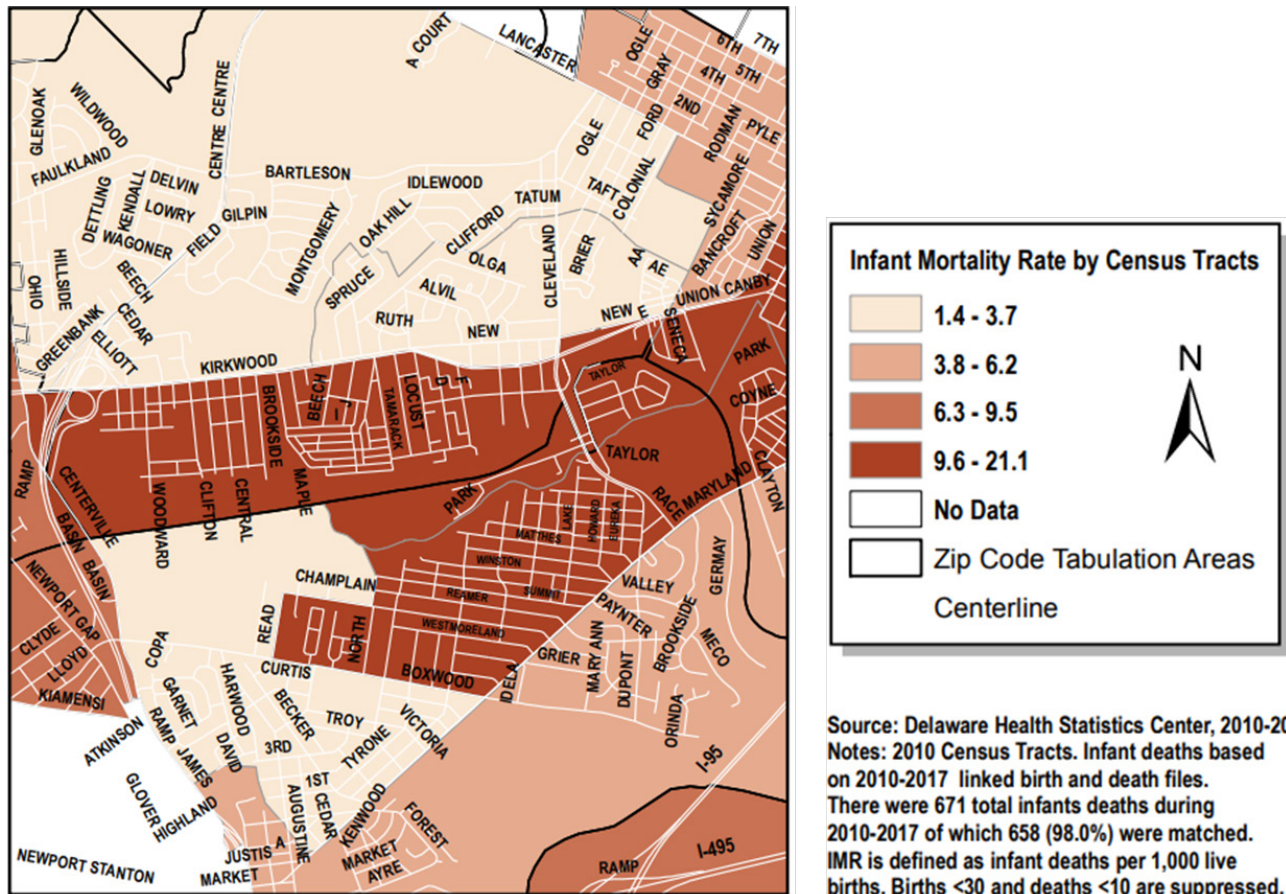 A COURT
LANCASTER
OGLE
6TH
7TH
GRAY
4TH
5TH
GLENOAK
WILDWOOD
CENTRE CENTRE
2ND
FORD
RODMAN
PYLE
FAULKLAND
BARTLESON
OGLE
DETTLING
KENDALL
DELVIN
LOWRY
GILPIN
IDLEWOOD
TATUM
TAFT
COLONIAL
SYCAMORE
WAGONER
FIELD
MONTGOMERY
OAK HILL
CLIFFORD
OLGA
CLEVELAND
BRIER
AA
AE
BANCROFT
UNION
OHIO
HILLSIDE
BEECH
CEDAR
SPRUCE
ALVIL
RUTH
NEW
NEW
E
UNION
CANBY
SENECA
GREENBANK
ELLIOTT
KIRKWOOD
BROOKSIDE
BEECH
J
I
TAMARACK
LOCUST
D
F
TAYLOR
PARK
COYNE
RAMP
CENTERVILLE
WOODWARD
CLIFTON
CENTRAL
MAPLE
PARK
TAYLOR
RACE
MARYLAND
CLAYTON
BASIN
BASIN
LAKE
HOWARD
EUREKA
MATTHES
WINSTON
NEWPORT GAP
CHAMPLAIN
REAMER
SUMMIT
VALLEY
GERMAY
CLYDE
LLOYD
COPA
READ
NORTH
WESTMORELAND
PAYNTER
BROOKSIDE
MECO
KIAMENSI
CURTIS
BOXWOOD
IDELA
GRIER
MARY ANN
DUPONT
ORINDA
ATKINSON
GARNET
HARWOOD
BECKER
TROY
VICTORIA
RAMP
JAMES
DAVID
3RD
TYRONE
I-95
GLOVER
HIGHLAND
1ST
CEDAR
AUGUSTINE
KENWOOD
FOREST
NEWPORT STANTON
JUSTIS
A
MARKET
MARKET
AYRE
RAMP
I-495
Infant Mortality Rate by Census Tracts
1.4 - 3.7
3.8 - 6.2
6.3 - 9.5
9.6 - 21.1
No Data
Zip Code Tabulation Areas
Centerline
N
Source: Delaware Health Statistics Center, 2010-20
Notes: 2010 Census Tracts. Infant deaths based
on 2010-2017 linked birth and death files.
There were 671 total infants deaths during
2010-2017 of which 658 (98.0%) were matched.
IMR is defined as infant deaths per 1,000 live
births. Births <30 and deaths <10 are suppressed.